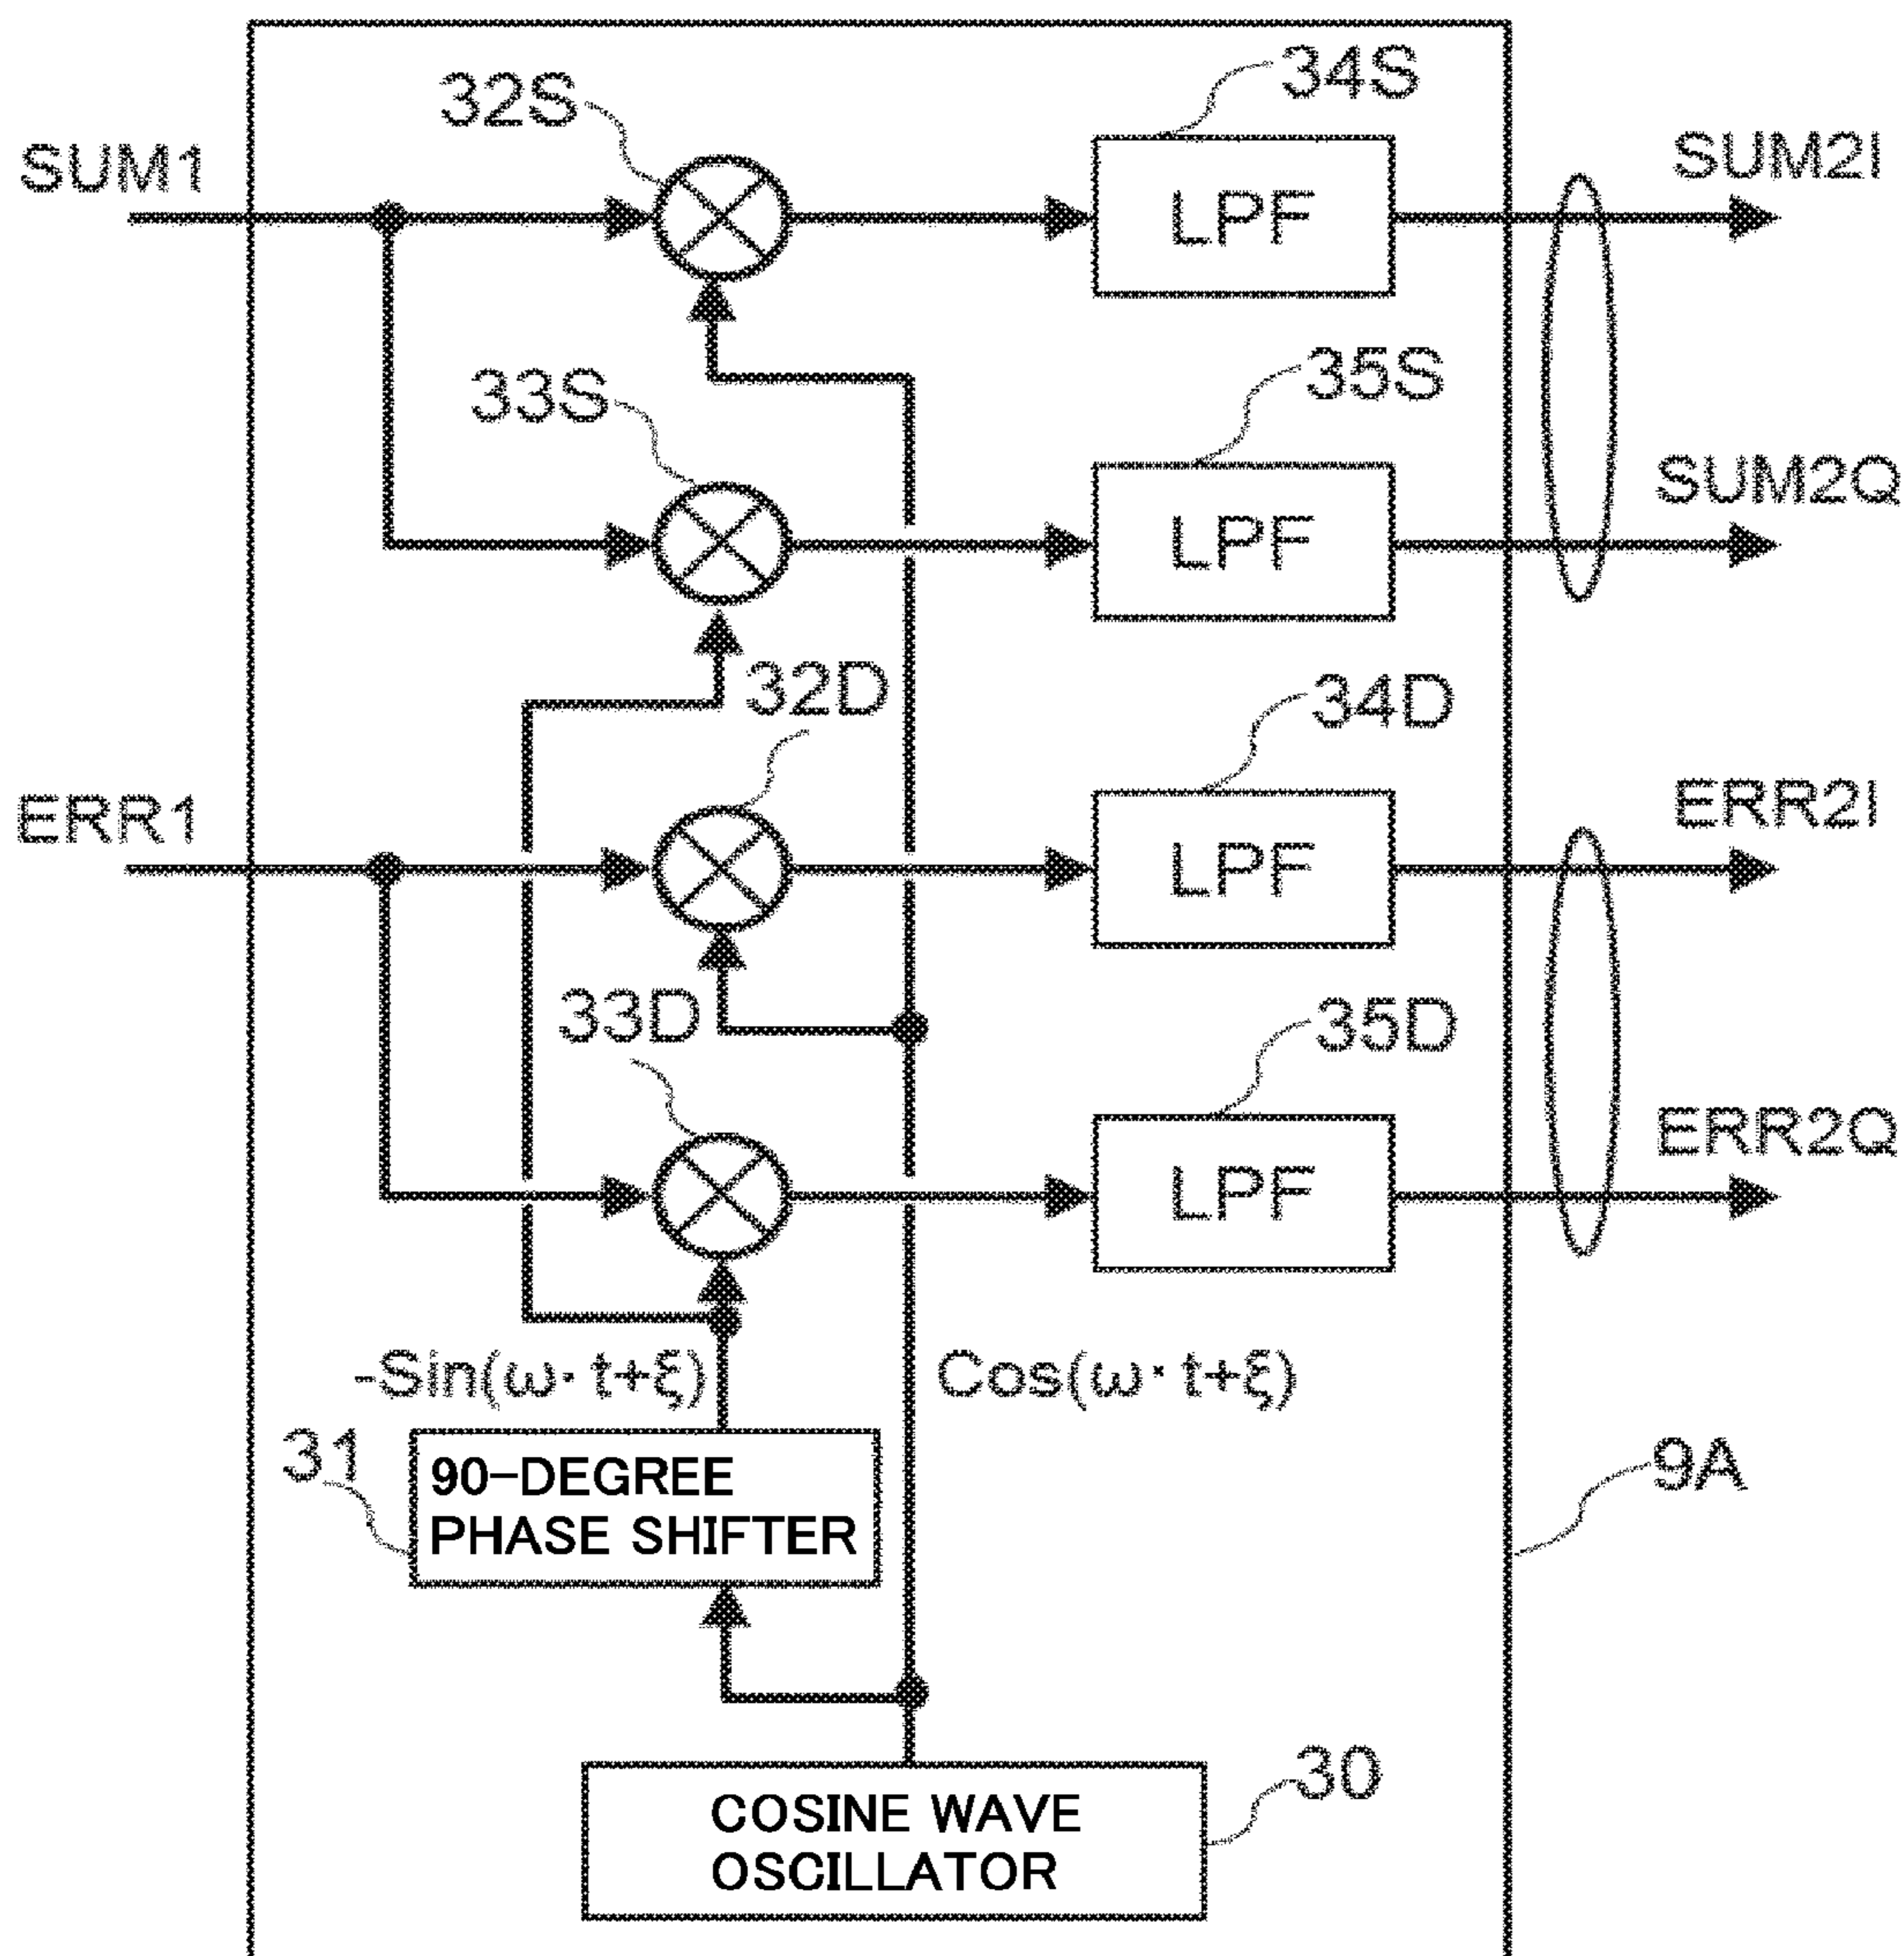 34S
32S
SUM1
LPF
SUM2I
33S
35S
LPF
SUM2Q
32D
34D
ERR1
LPF
ERR2I
33D
35D
LPF
ERR2Q
-Sin(ω· t+ξ)
Cos(ω· t+ξ)
31
90-DEGREE
PHASE SHIFTER
9A
30
COSINE WAVE
OSCILLATOR